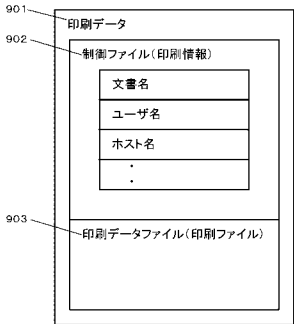 901
印刷データ
902
制御ファイル(印刷情報)
文書名
ユーザ名
ホスト名
・
・
903
印刷データファイル(印刷ファイル)